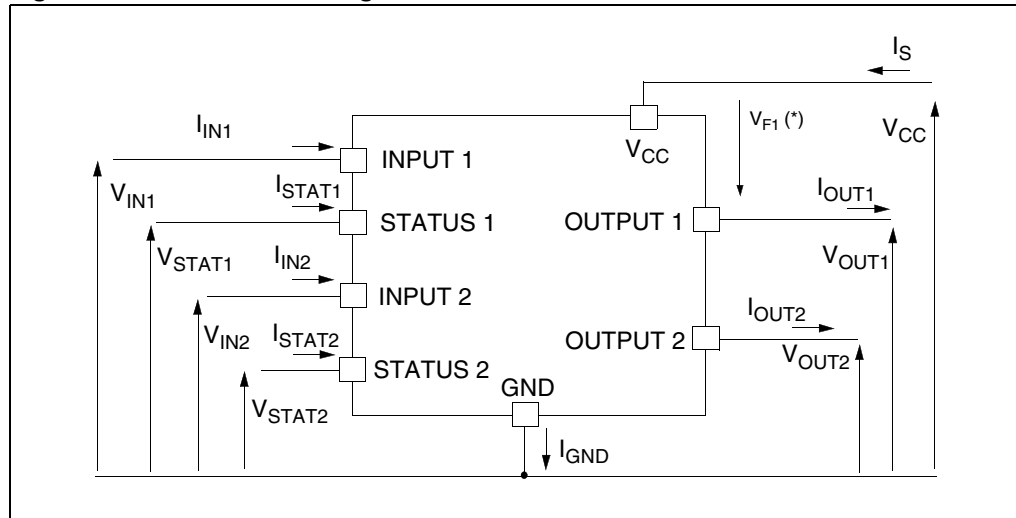 I_S
V_F1 (*)
V_CC
V_CC
I_IN1
INPUT 1
V_IN1
I_STAT1
STATUS 1
OUTPUT 1
I_OUT1
V_STAT1
I_IN2
V_OUT1
INPUT 2
I_OUT2
V_IN2
I_STAT2
OUTPUT 2
V_OUT2
STATUS 2
GND
V_STAT2
I_GND